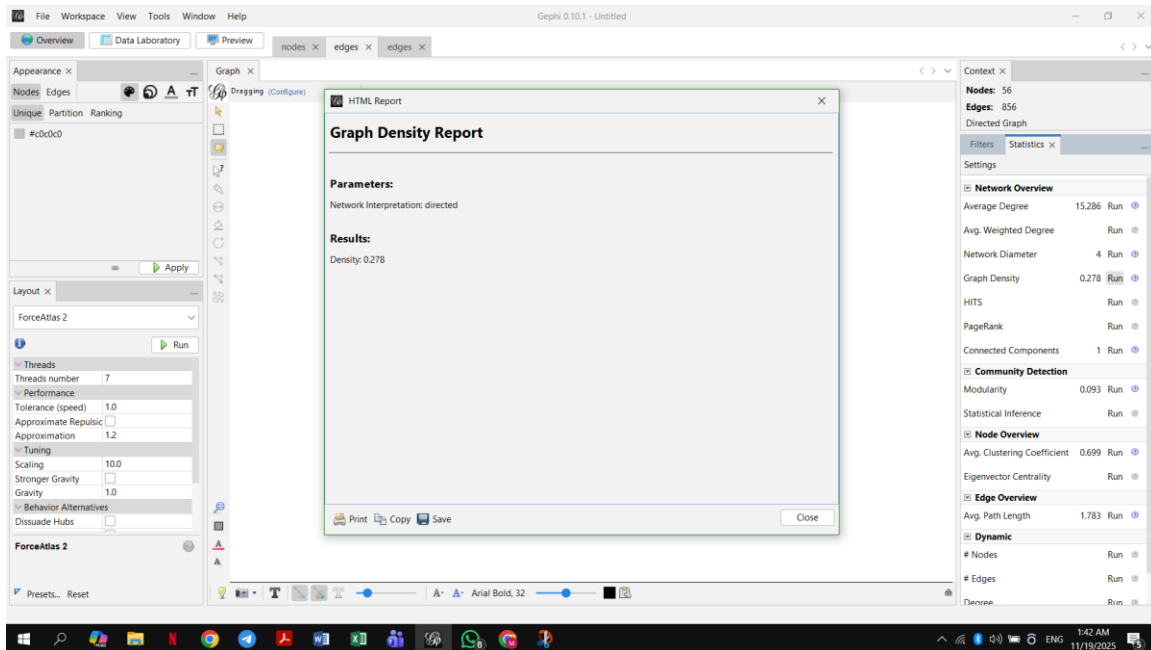 File Workspace View Tools Window Help
Gephi 0.10.1 - Untitled
Overview Data Laboratory Preview
nodes edges edges
Appearance
Nodes Edges
Unique Partition Ranking
#c0c0c0
Apply
Layout
ForceAtlas 2
Run
Threads
Threads number 7
Performance
Tolerance (speed) 1.0
Approximate Repulsic
Approximation 1.2
Tuning
Scaling 10.0
Stronger Gravity
Gravity 1.0
Behavior Alternatives
Dissuade Hubs
ForceAtlas 2
Presets... Reset
Graph
Dragging (Configure)
HTML Report
Graph Density Report
Parameters:
Network Interpretation: directed
Results:
Density: 0.278
Print Copy Save
Close
Arial Bold, 32
Context
Nodes: 56
Edges: 856
Directed Graph
Filters Statistics
Settings
Network Overview
Average Degree 15.286 Run
Avg. Weighted Degree Run
Network Diameter 4 Run
Graph Density 0.278 Run
HITS Run
PageRank Run
Connected Components 1 Run
Community Detection
Modularity 0.093 Run
Statistical Inference Run
Node Overview
Avg. Clustering Coefficient 0.699 Run
Eigenvector Centrality Run
Edge Overview
Avg. Path Length 1.783 Run
Dynamic
# Nodes Run
# Edges Run
Degree Run
ENG
1:42 AM
11/19/2025